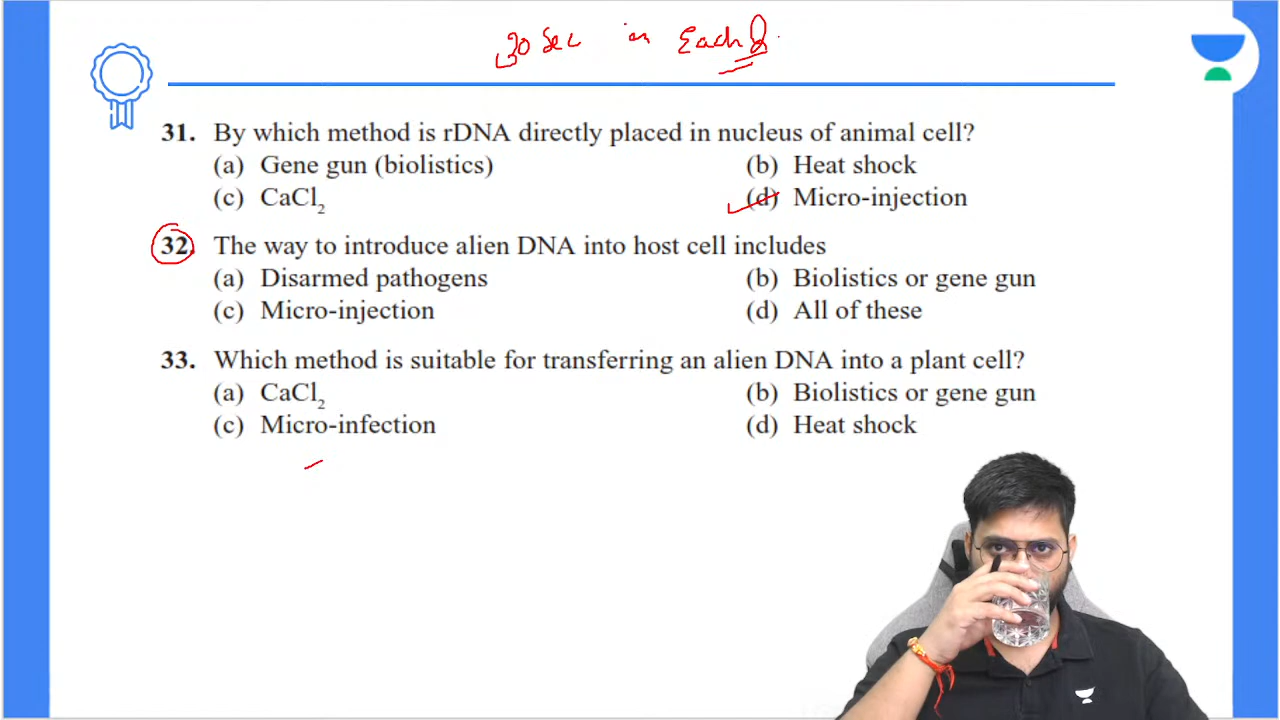 30 Sec in Each Q.
31. By which method is rDNA directly placed in nucleus of animal cell?
(a) Gene gun (biolistics) (b) Heat shock
(c) CaCl₂ (d) Micro-injection
32. The way to introduce alien DNA into host cell includes
(a) Disarmed pathogens (b) Biolistics or gene gun
(c) Micro-injection (d) All of these
33. Which method is suitable for transferring an alien DNA into a plant cell?
(a) CaCl₂ (b) Biolistics or gene gun
(c) Micro-infection (d) Heat shock